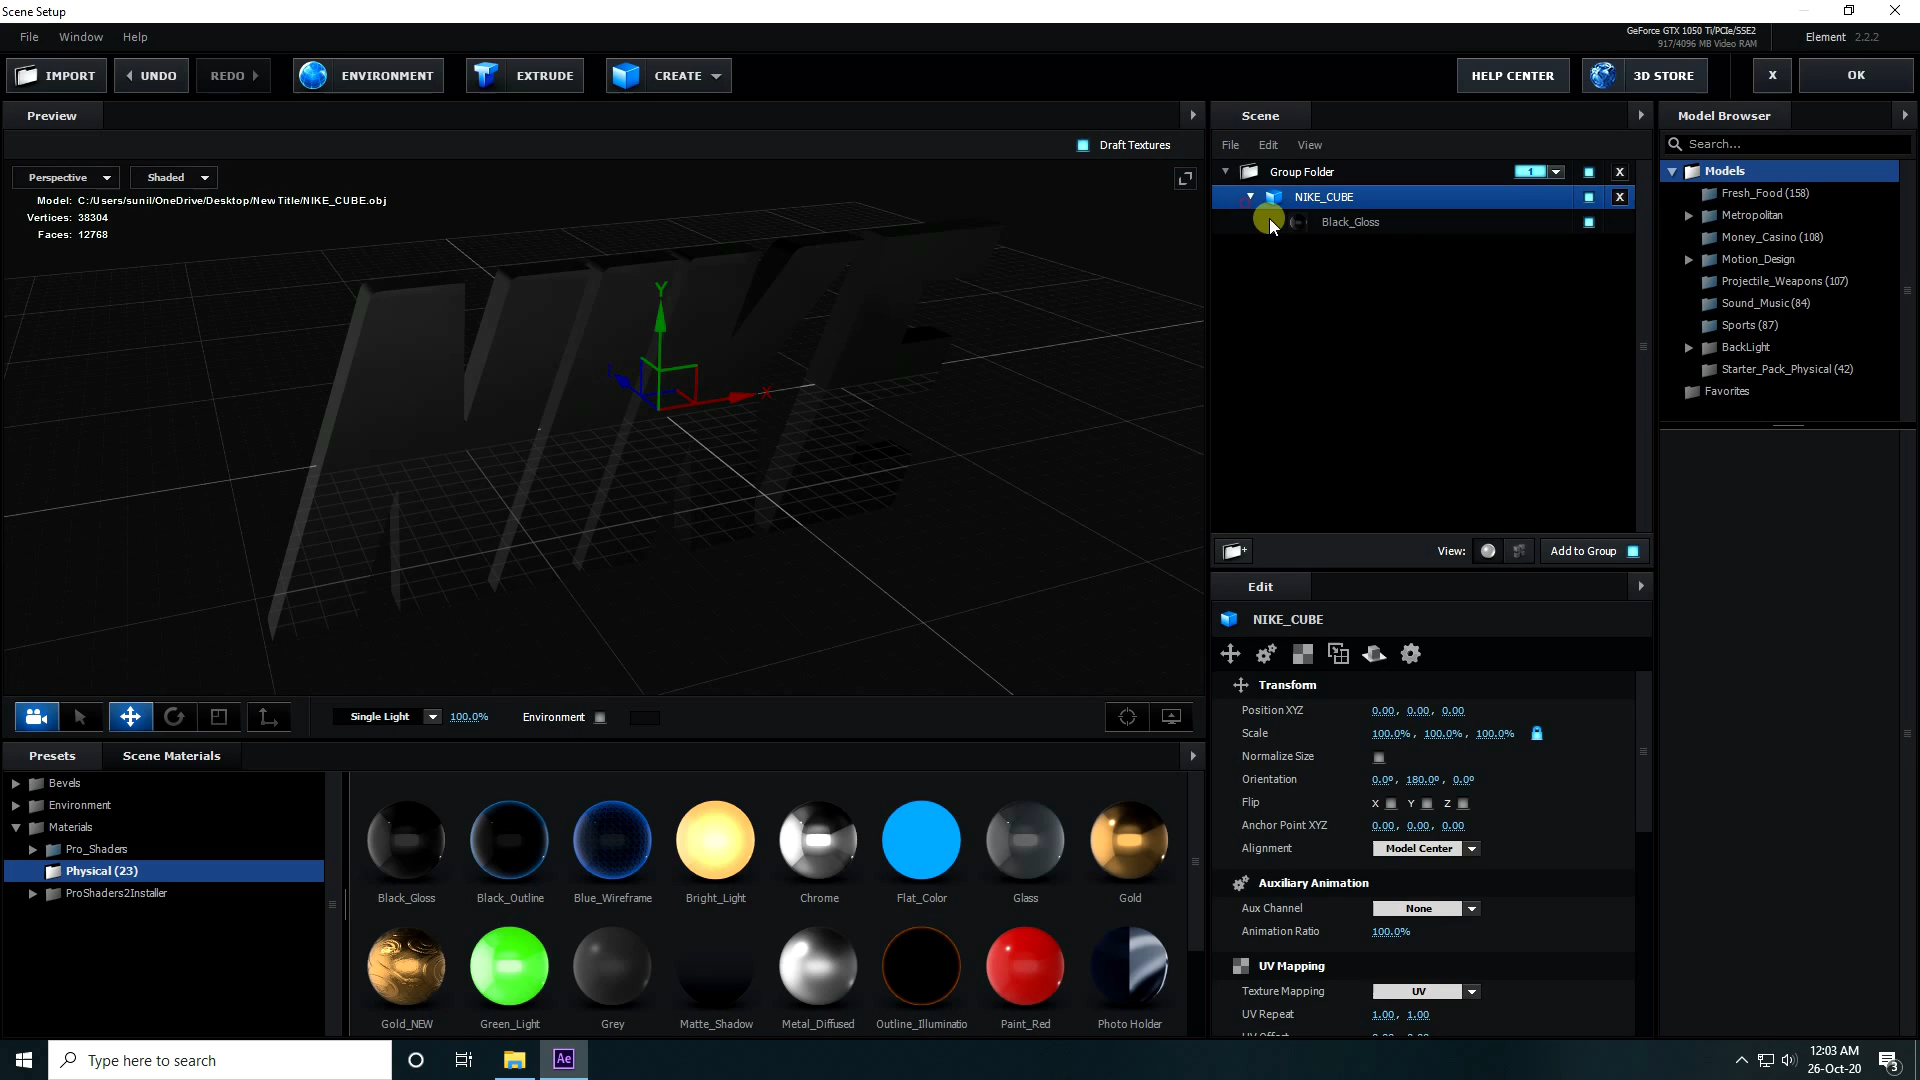 Scene Setup
File Window Help
GeForce GTX 1050 Ti/PCIe/SSE2
917/4096 MB Video RAM
Element 2.2.2
IMPORT UNDO REDO ENVIRONMENT EXTRUDE CREATE HELP CENTER 3D STORE X OK
Preview
Draft Textures
Perspective Shaded
Model: C:/Users/sunil/OneDrive/Desktop/New Title/NIKE_CUBE.obj
Vertices: 38304
Faces: 12768
Y
X
Single Light 100.0% Environment
Scene
File Edit View
Group Folder 1 X
NIKE_CUBE X
Black_Gloss
View: Add to Group
Model Browser
Search...
Models
Fresh_Food (158)
Metropolitan
Money_Casino (108)
Motion_Design
Projectile_Weapons (107)
Sound_Music (84)
Sports (87)
BackLight
Starter_Pack_Physical (42)
Favorites
Edit
NIKE_CUBE
Transform
Position XYZ 0.00, 0.00, 0.00
Scale 100.0%, 100.0%, 100.0%
Normalize Size
Orientation 0.0º, 180.0º, 0.0º
Flip X Y Z
Anchor Point XYZ 0.00, 0.00, 0.00
Alignment Model Center
Auxiliary Animation
Aux Channel None
Animation Ratio 100.0%
UV Mapping
Texture Mapping UV
UV Repeat 1.00, 1.00
Presets Scene Materials
Bevels
Environment
Materials
Pro_Shaders
Physical (23)
ProShaders2Installer
Black_Gloss Black_Outline Blue_Wireframe Bright_Light Chrome Flat_Color Glass Gold
Gold_NEW Green_Light Grey Matte_Shadow Metal_Diffused Outline_Illuminatio Paint_Red Photo Holder
Type here to search
Ae
12:03 AM
26-Oct-20
3